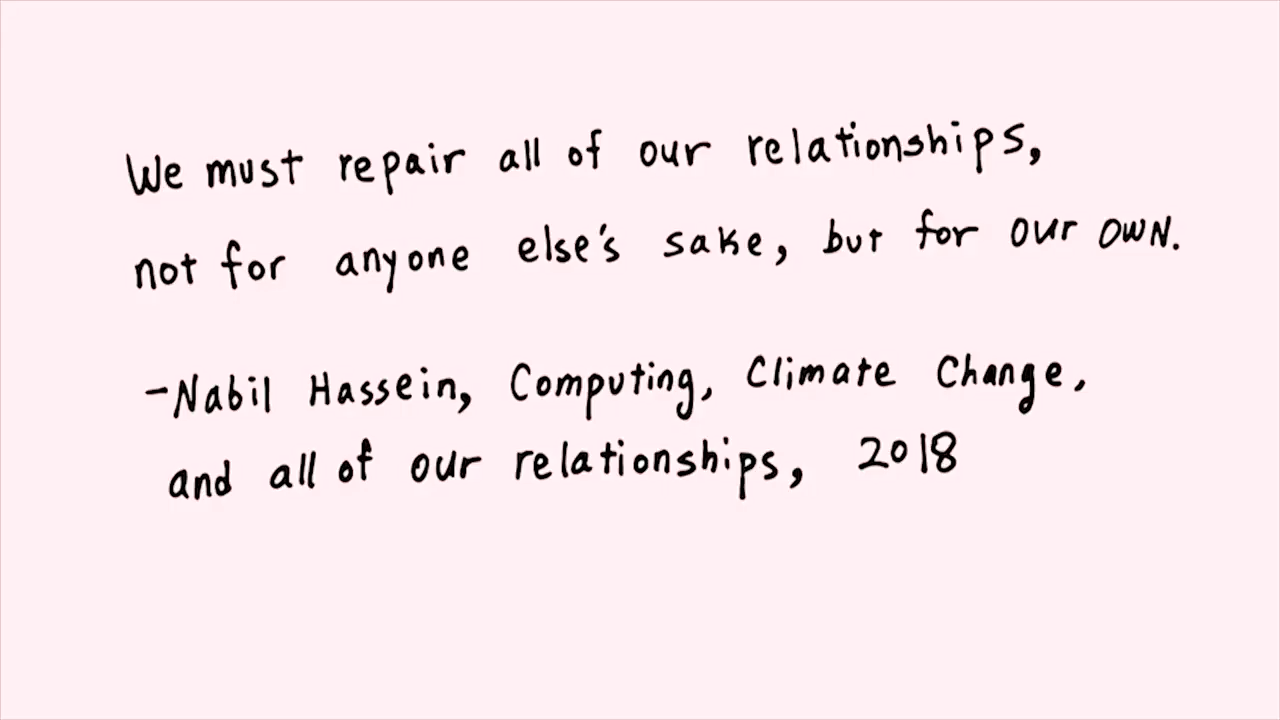 We must repair all of our relationships,
not for anyone else's sake, but for our own.
-Nabil Hassein, Computing, Climate Change,
and all of our relationships, 2018